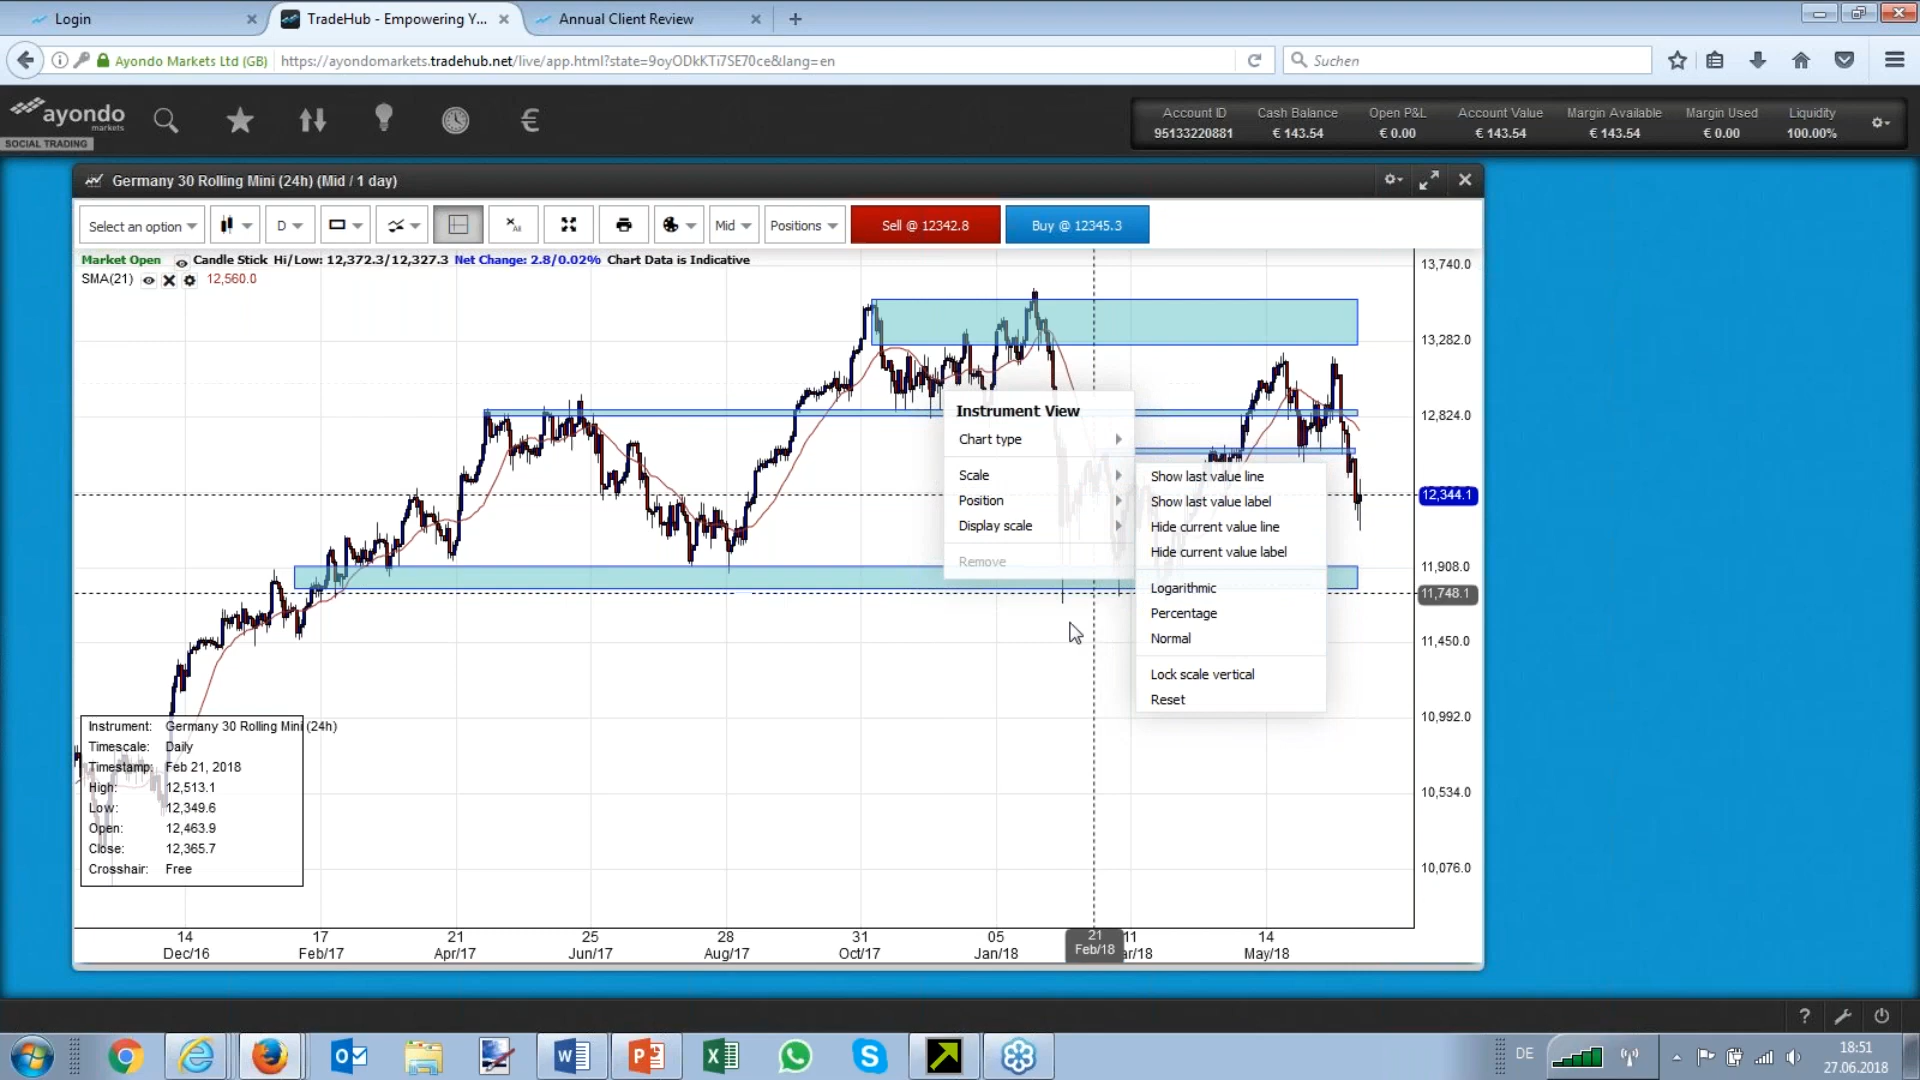 Login
TradeHub - Empowering Y...
Annual Client Review
Ayondo Markets Ltd (GB)
https://ayondomarkets.tradehub.net/live/app.html?state=9oyODkKTi7SE70ce&lang=en
Suchen
ayondo
markets
SOCIAL TRADING
€
Account ID Cash Balance Open P&L Account Value Margin Available Margin Used Liquidity
95133220881 € 143.54 € 0.00 € 143.54 € 143.54 € 0.00 100.00%
Germany 30 Rolling Mini (24h) (Mid / 1 day)
Select an option D All Mid Positions Sell @ 12342.8 Buy @ 12345.3
Market Open Candle Stick Hi/Low: 12,372.3/12,327.3 Net Change: 2.8/0.02% Chart Data is Indicative
SMA(21) 12,560.0
13,740.0
13,282.0
12,824.0
12,344.1
11,908.0
11,748.1
11,450.0
10,992.0
10,534.0
10,076.0
Instrument View
Chart type
Scale
Position
Display scale
Remove
Show last value line
Show last value label
Hide current value line
Hide current value label
Logarithmic
Percentage
Normal
Lock scale vertical
Reset
Instrument: Germany 30 Rolling Mini (24h)
Timescale: Daily
Timestamp: Feb 21, 2018
High: 12,513.1
Low: 12,349.6
Open: 12,463.9
Close: 12,365.7
Crosshair: Free
14 17 21 25 28 31 05 21 11 14
Dec/16 Feb/17 Apr/17 Jun/17 Aug/17 Oct/17 Jan/18 Feb/18 ar/18 May/18
?
DE
18:51
27.06.2018